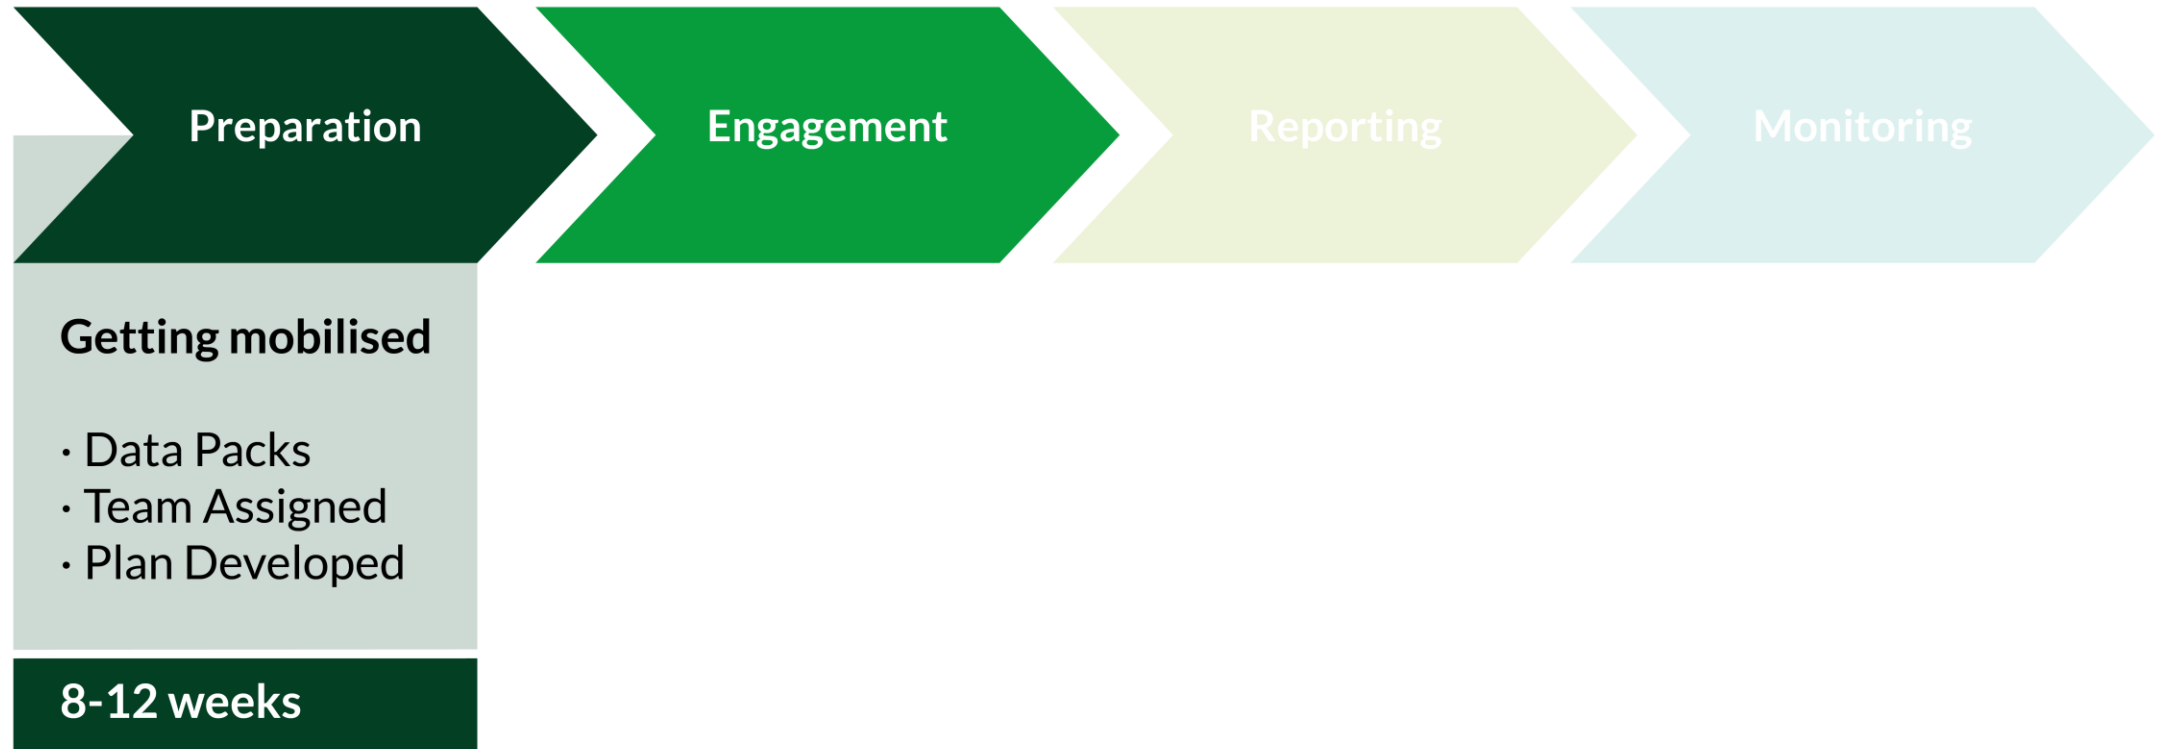 Preparation
Engagement
Reporting
Monitoring
Getting mobilised
· Data Packs
· Team Assigned
· Plan Developed
8-12 weeks